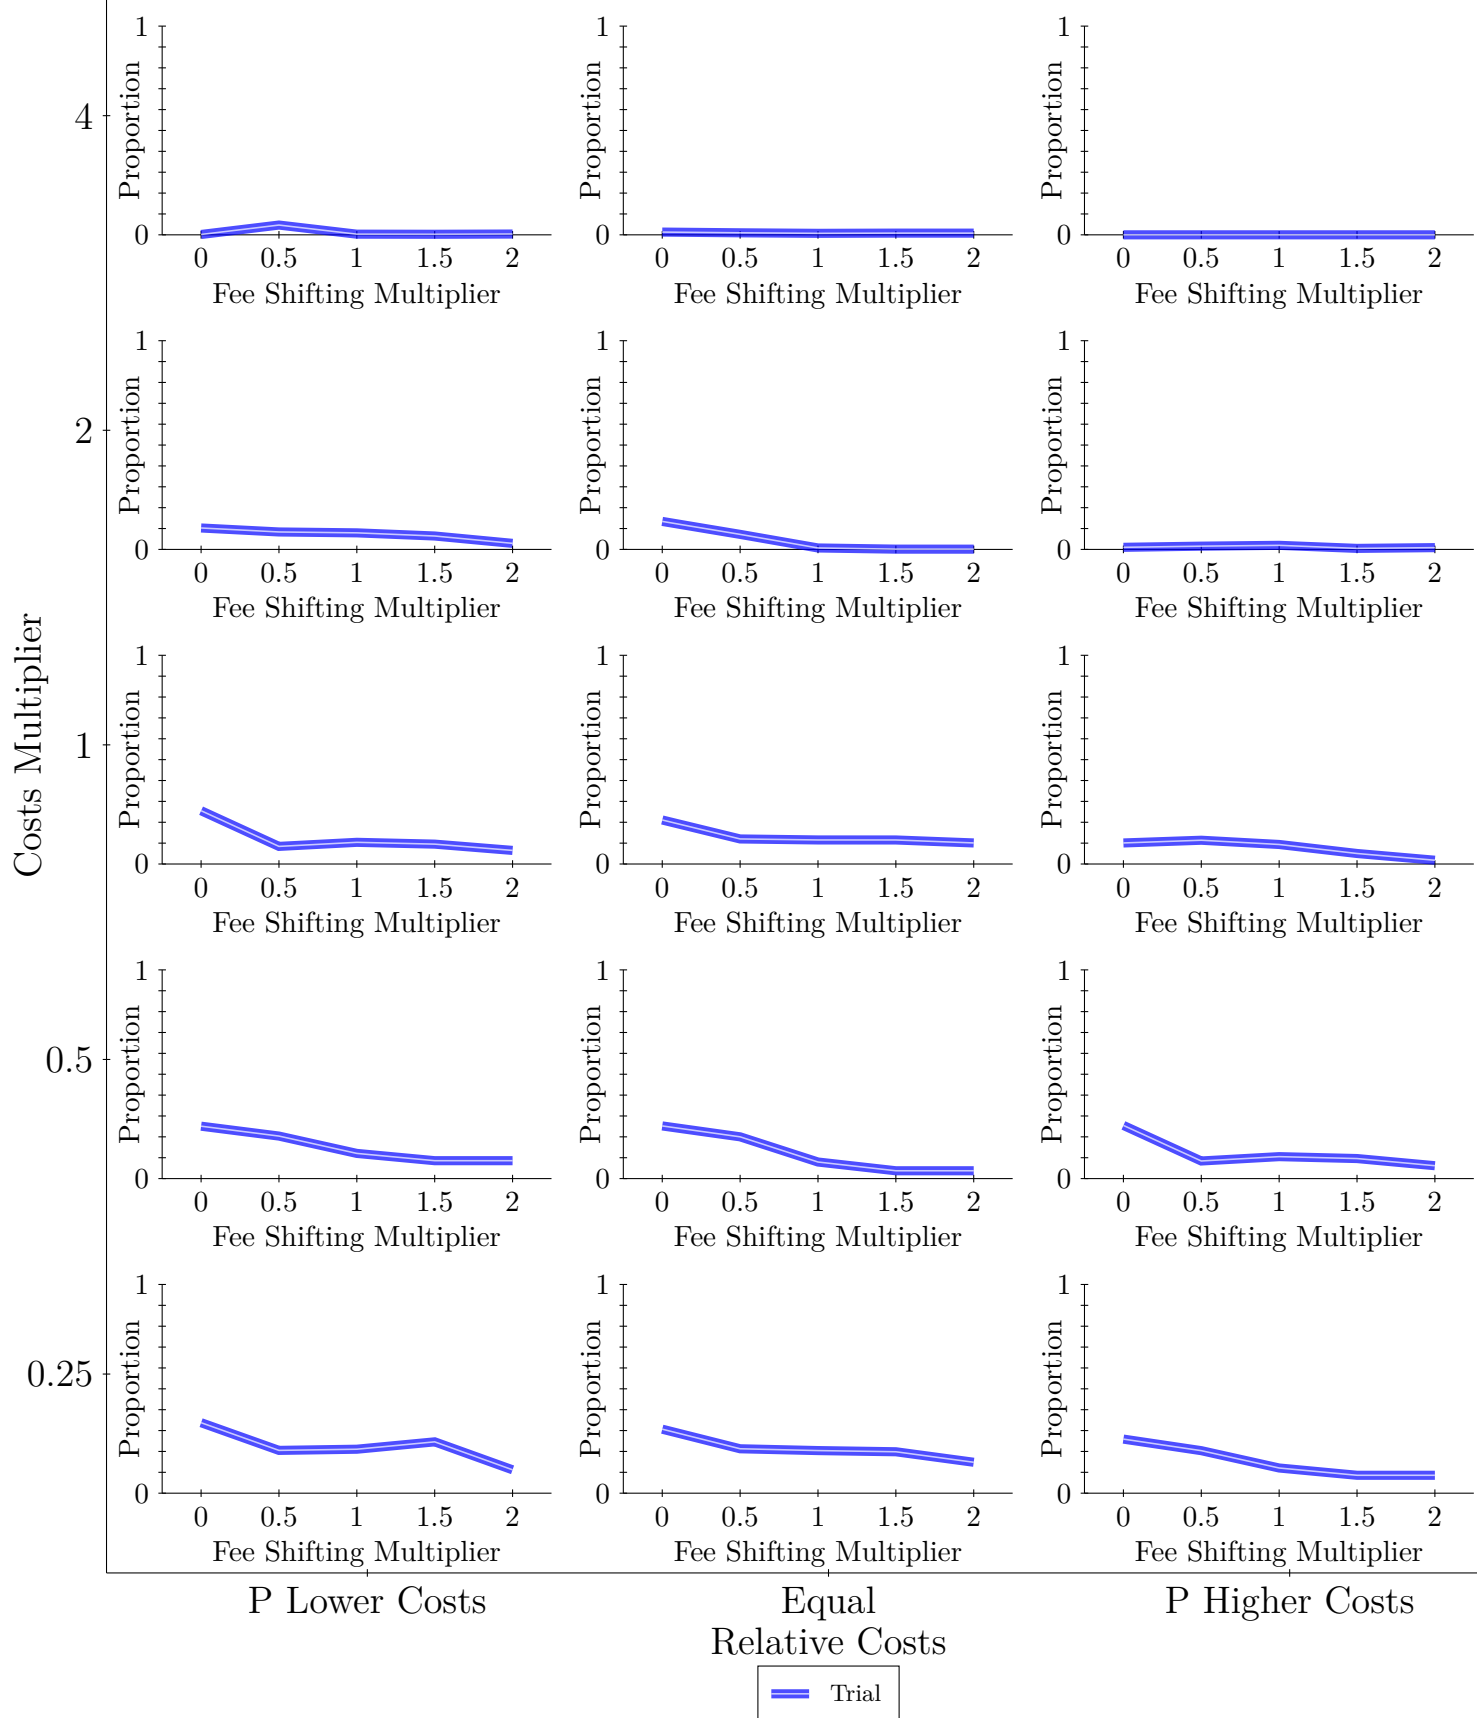 1
Proportion
0
0 0.5 1 1.5 2
Fee Shifting Multiplier
1
Proportion
0
0 0.5 1 1.5 2
Fee Shifting Multiplier
1
Proportion
0
0 0.5 1 1.5 2
Fee Shifting Multiplier
4
1
Proportion
0
0 0.5 1 1.5 2
Fee Shifting Multiplier
1
Proportion
0
0 0.5 1 1.5 2
Fee Shifting Multiplier
1
Proportion
0
0 0.5 1 1.5 2
Fee Shifting Multiplier
2
Costs Multiplier
1
Proportion
0
0 0.5 1 1.5 2
Fee Shifting Multiplier
1
Proportion
0
0 0.5 1 1.5 2
Fee Shifting Multiplier
1
Proportion
0
0 0.5 1 1.5 2
Fee Shifting Multiplier
1
1
Proportion
0
0 0.5 1 1.5 2
Fee Shifting Multiplier
1
Proportion
0
0 0.5 1 1.5 2
Fee Shifting Multiplier
1
Proportion
0
0 0.5 1 1.5 2
Fee Shifting Multiplier
0.5
1
Proportion
0
0 0.5 1 1.5 2
Fee Shifting Multiplier
1
Proportion
0
0 0.5 1 1.5 2
Fee Shifting Multiplier
1
Proportion
0
0 0.5 1 1.5 2
Fee Shifting Multiplier
0.25
P Lower Costs
Equal
P Higher Costs
Relative Costs
Trial